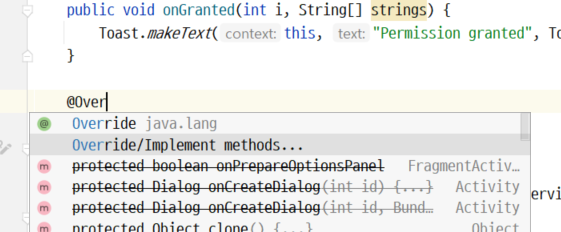 public void onGranted(int i, String[] strings) {
Toast.makeText( context: this, text: "Permission granted", To
}
@Over
Override java.lang
Override/Implement methods...
m protected boolean onPrepareOptionsPanel FragmentActiv...
m protected Dialog onCreateDialog(int id) {...} Activity
ervi
m protected Dialog onCreateDialog(int id, Bund... Activity
m protected Object clone() {...} Object